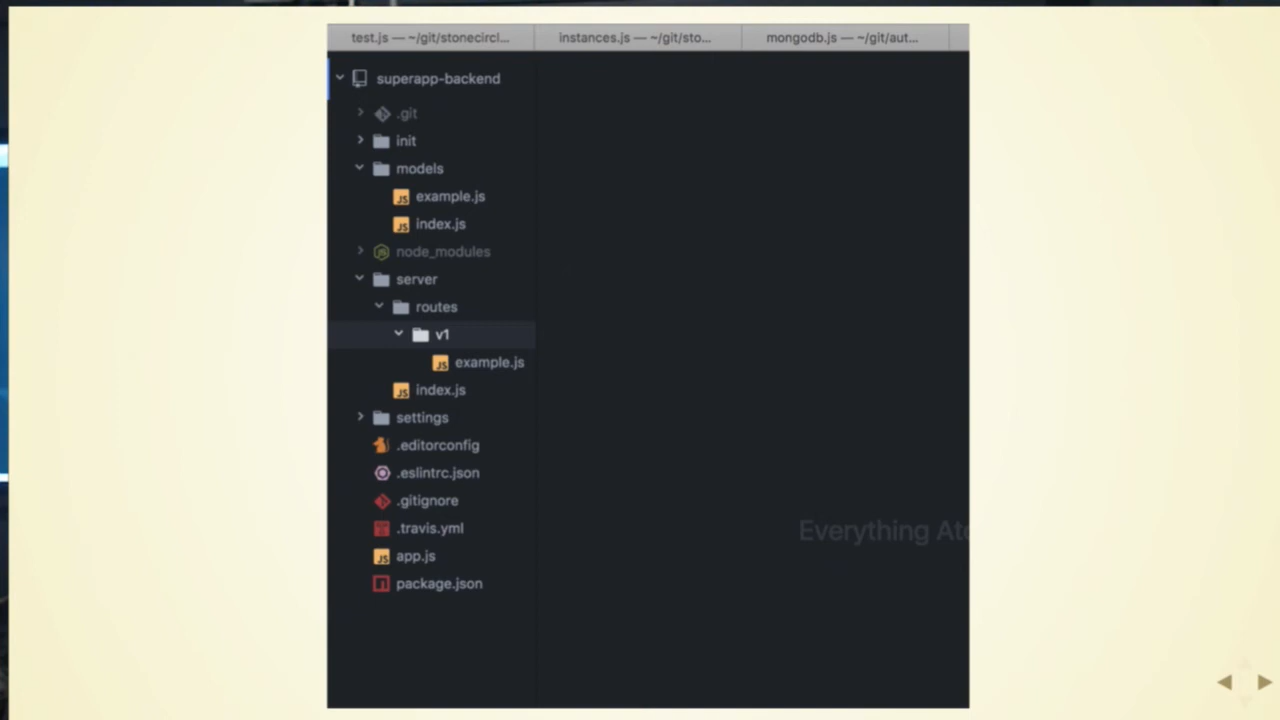 test.js — ~/git/stonecircl... instances.js — ~/git/sto... mongodb.js — ~/git/aut...
superapp-backend
.git
init
models
example.js
index.js
node_modules
server
routes
v1
example.js
index.js
settings
.editorconfig
.eslintrc.json
.gitignore
Everything Ato
.travis.yml
app.js
package.json